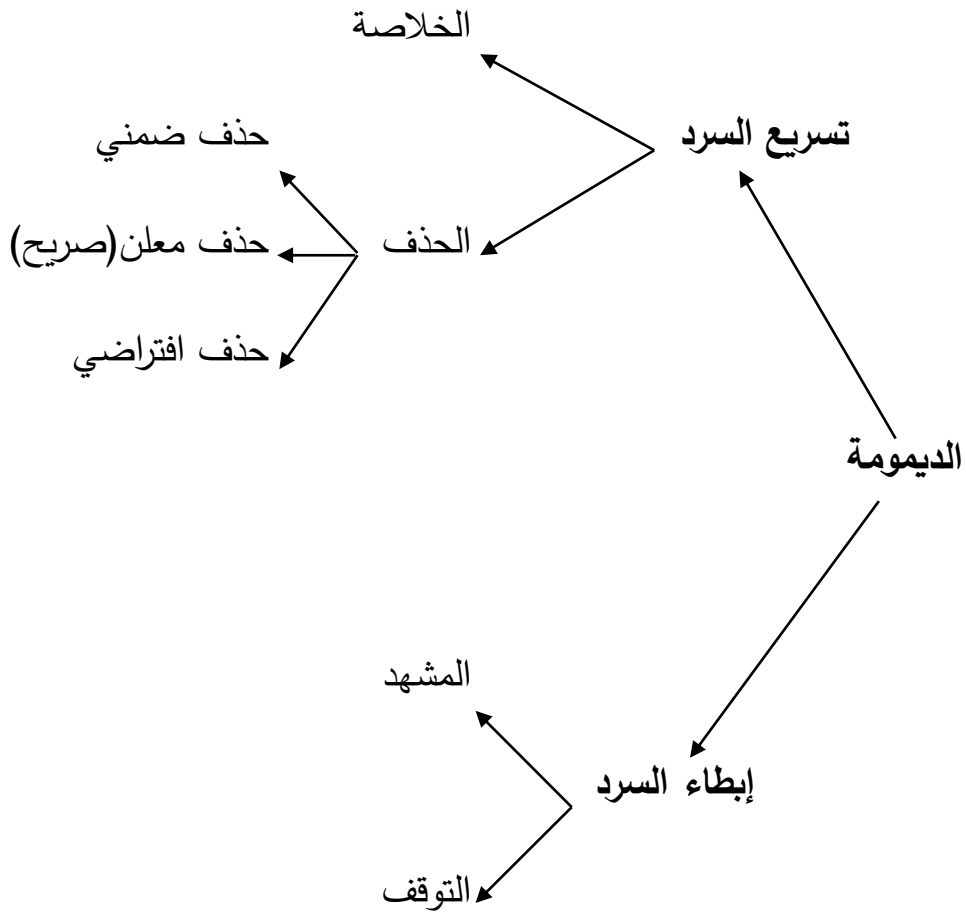 الخلاصة
تسريع السرد
حذف ضمني
الحذف
حذف معلن(صريح)
حذف افتراضي
الديمومة
المشهد
إبطاء السرد
التوقف